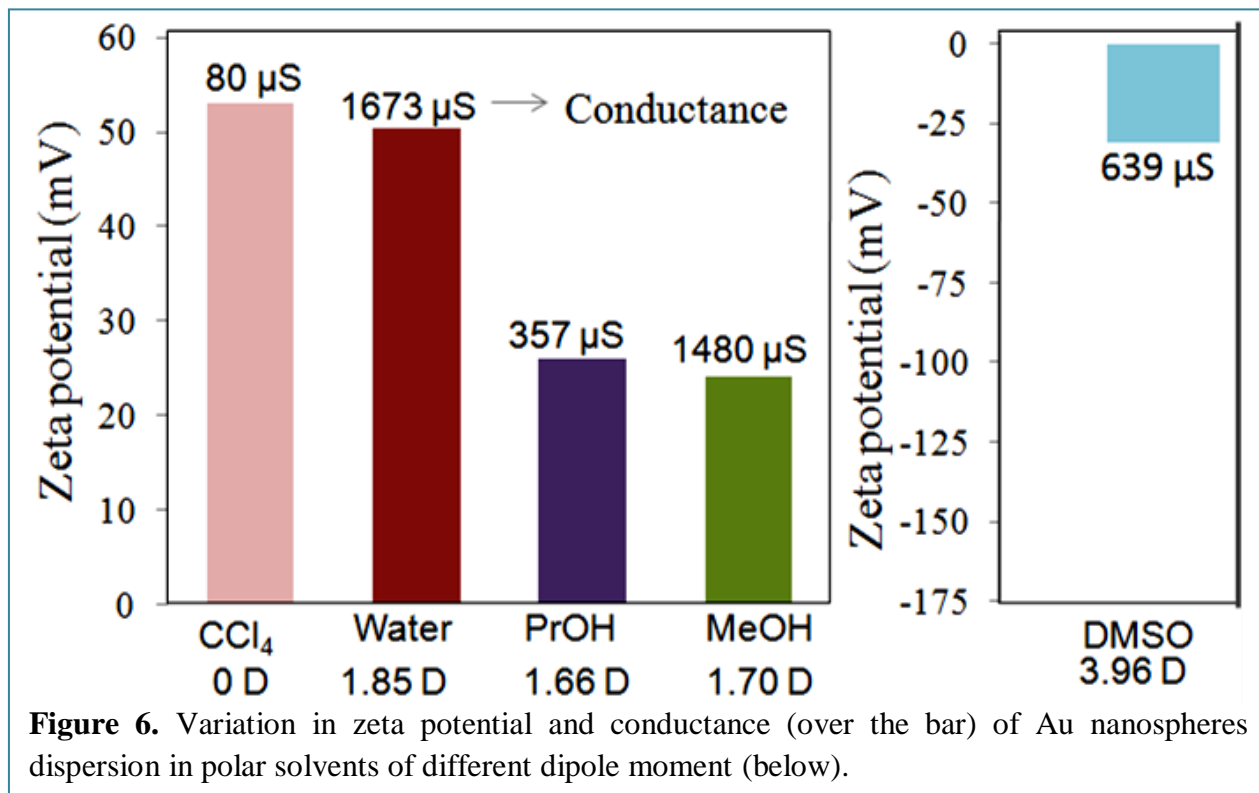 Zeta potential (mV)
60
50
40
30
20
10
0
80 µS
1673 µS → Conductance
357 µS
1480 µS
CCl₄ Water PrOH MeOH
0 D 1.85 D 1.66 D 1.70 D
Zeta potential (mV)
0
-25
-50
-75
-100
-125
-150
-175
639 µS
DMSO
3.96 D
Figure 6. Variation in zeta potential and conductance (over the bar) of Au nanospheres
dispersion in polar solvents of different dipole moment (below).